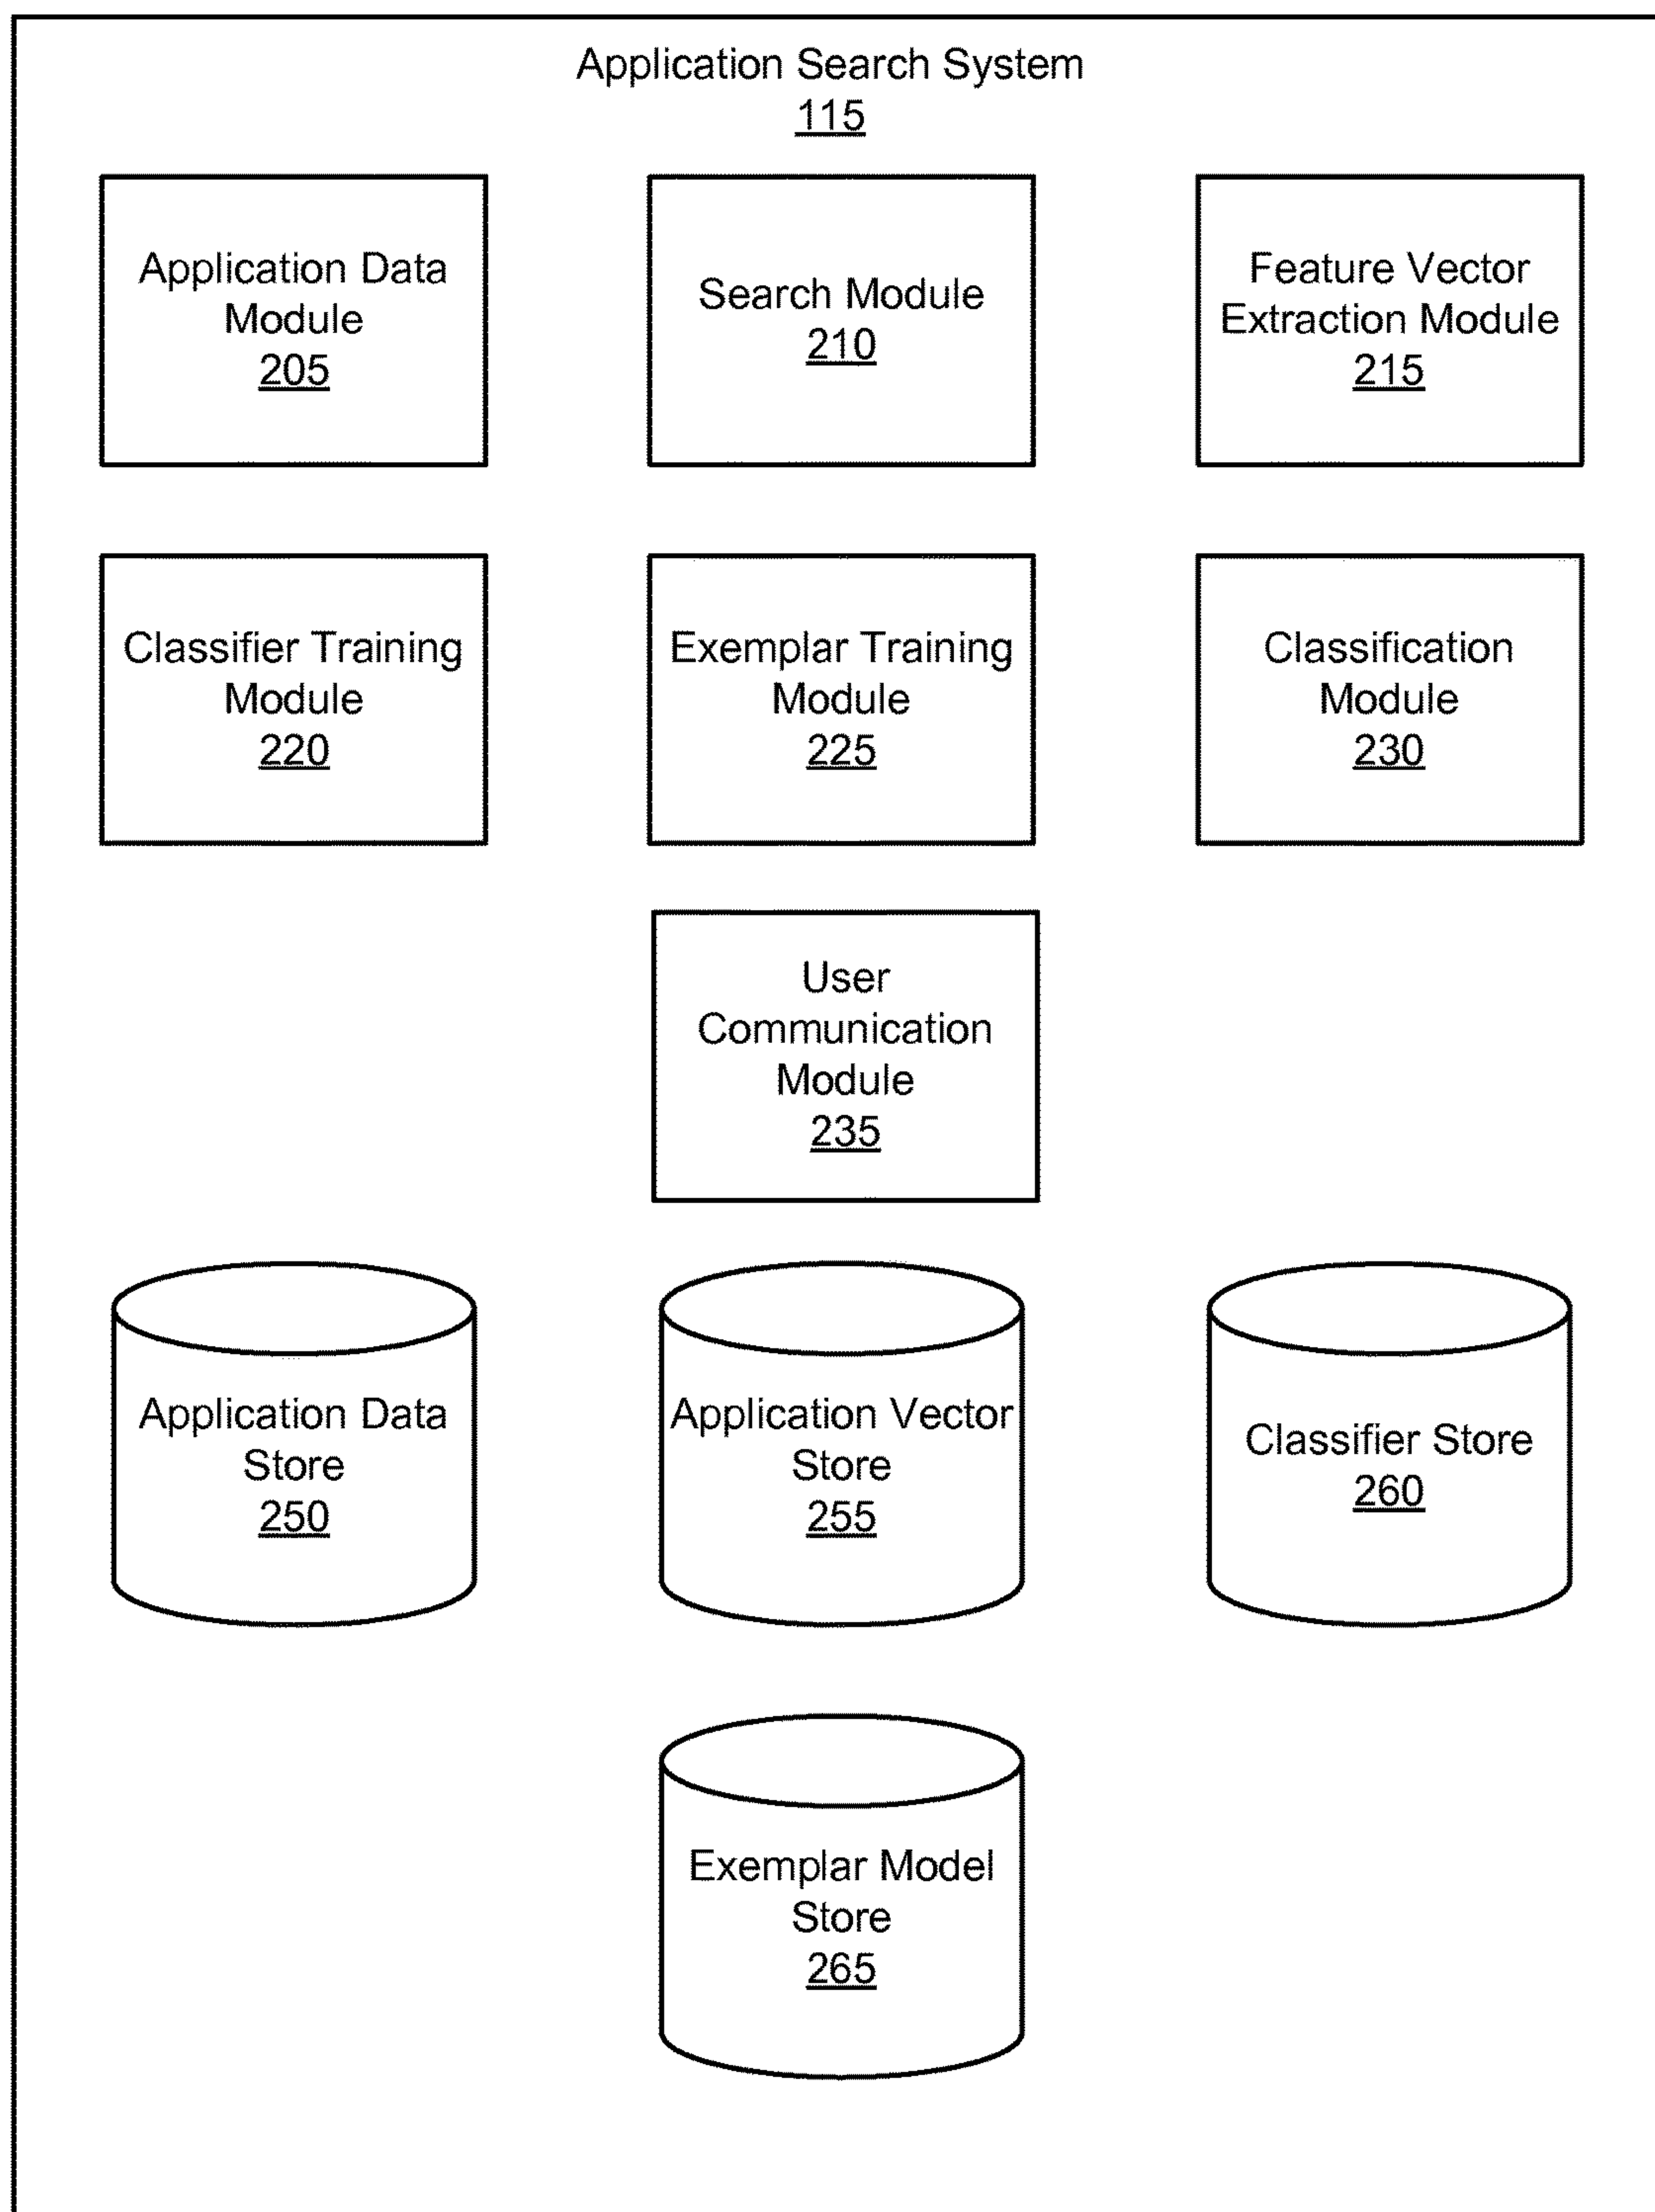 Application Search System
115
Application Data
Module
205
Search Module
210
Feature Vector
Extraction Module
215
Classifier Training
Module
220
Exemplar Training
Module
225
Classification
Module
230
User
Communication
Module
235
Application Data
Store
250
Application Vector
Store
255
Classifier Store
260
Exemplar Model
Store
265